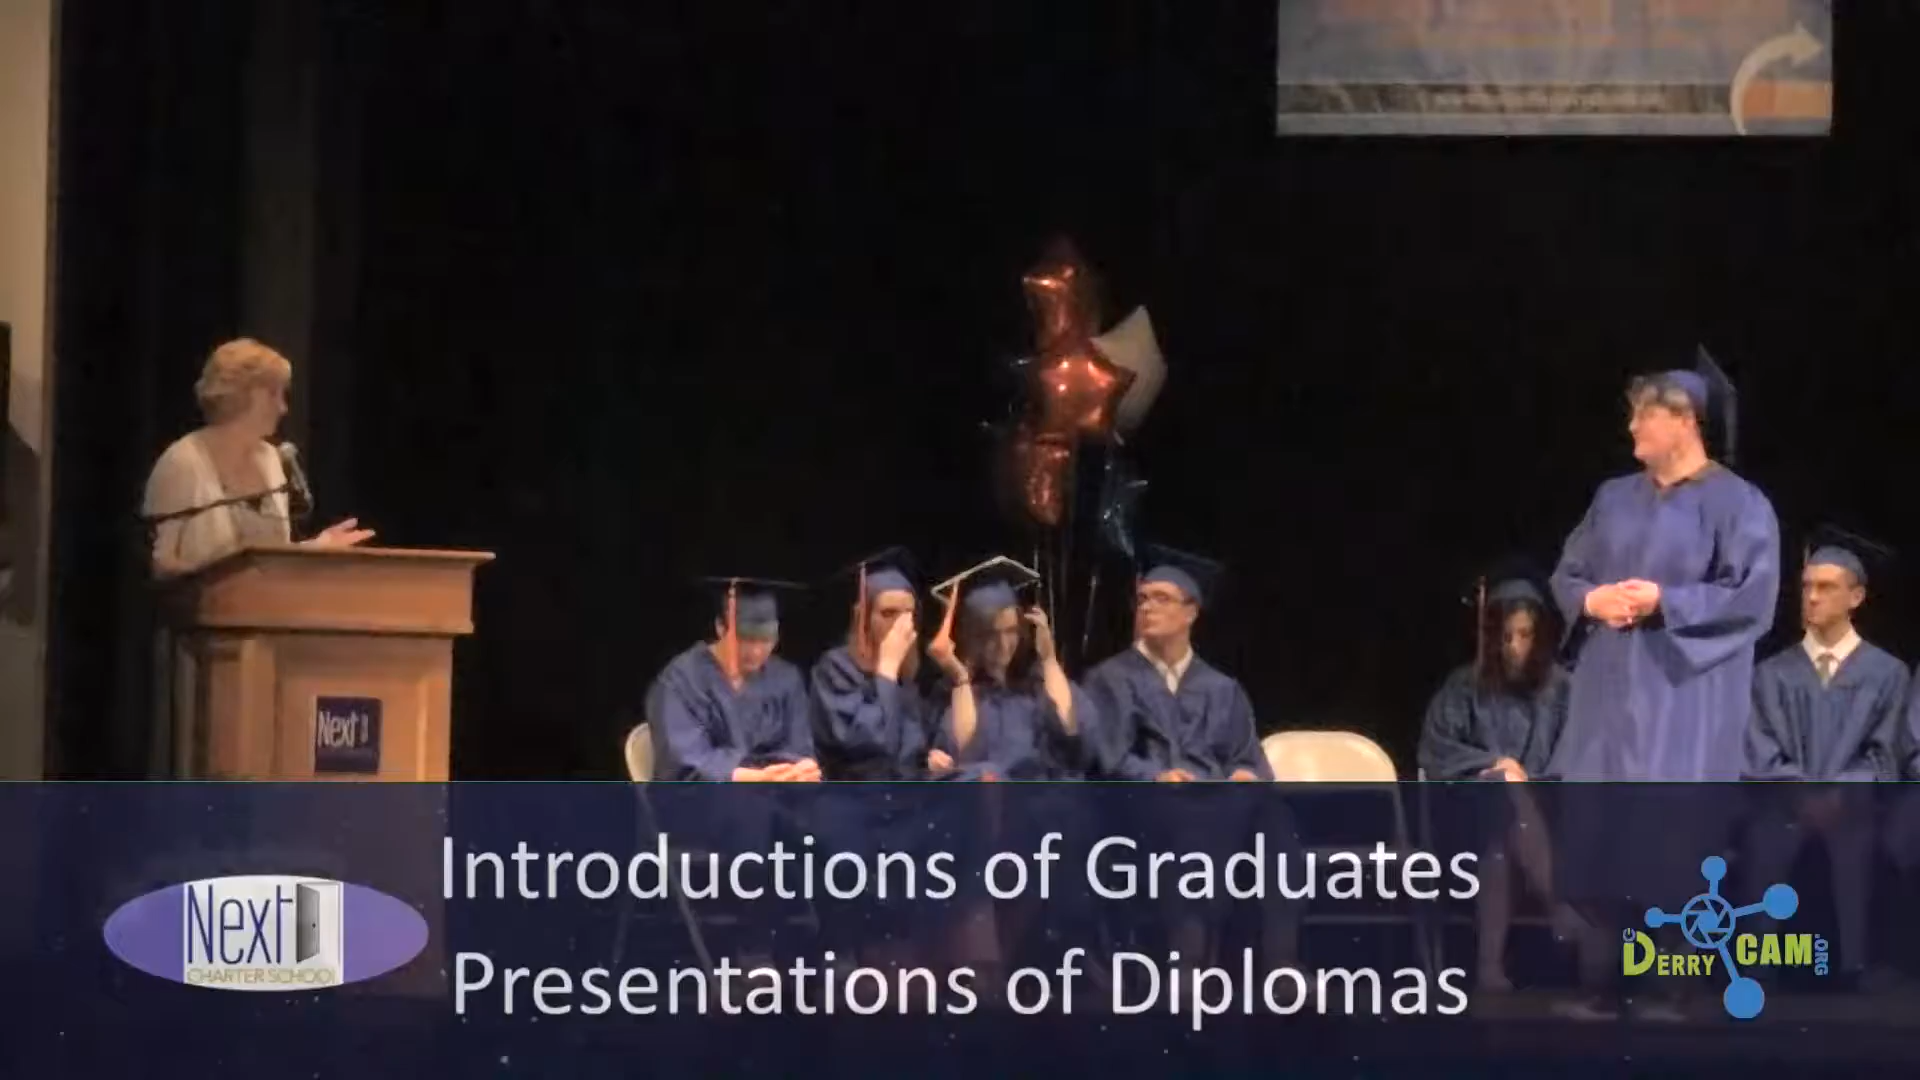 Next
Introductions of Graduates
Next
CHARTER SCHOOL
Presentations of Diplomas
DERRY CAM .ORG